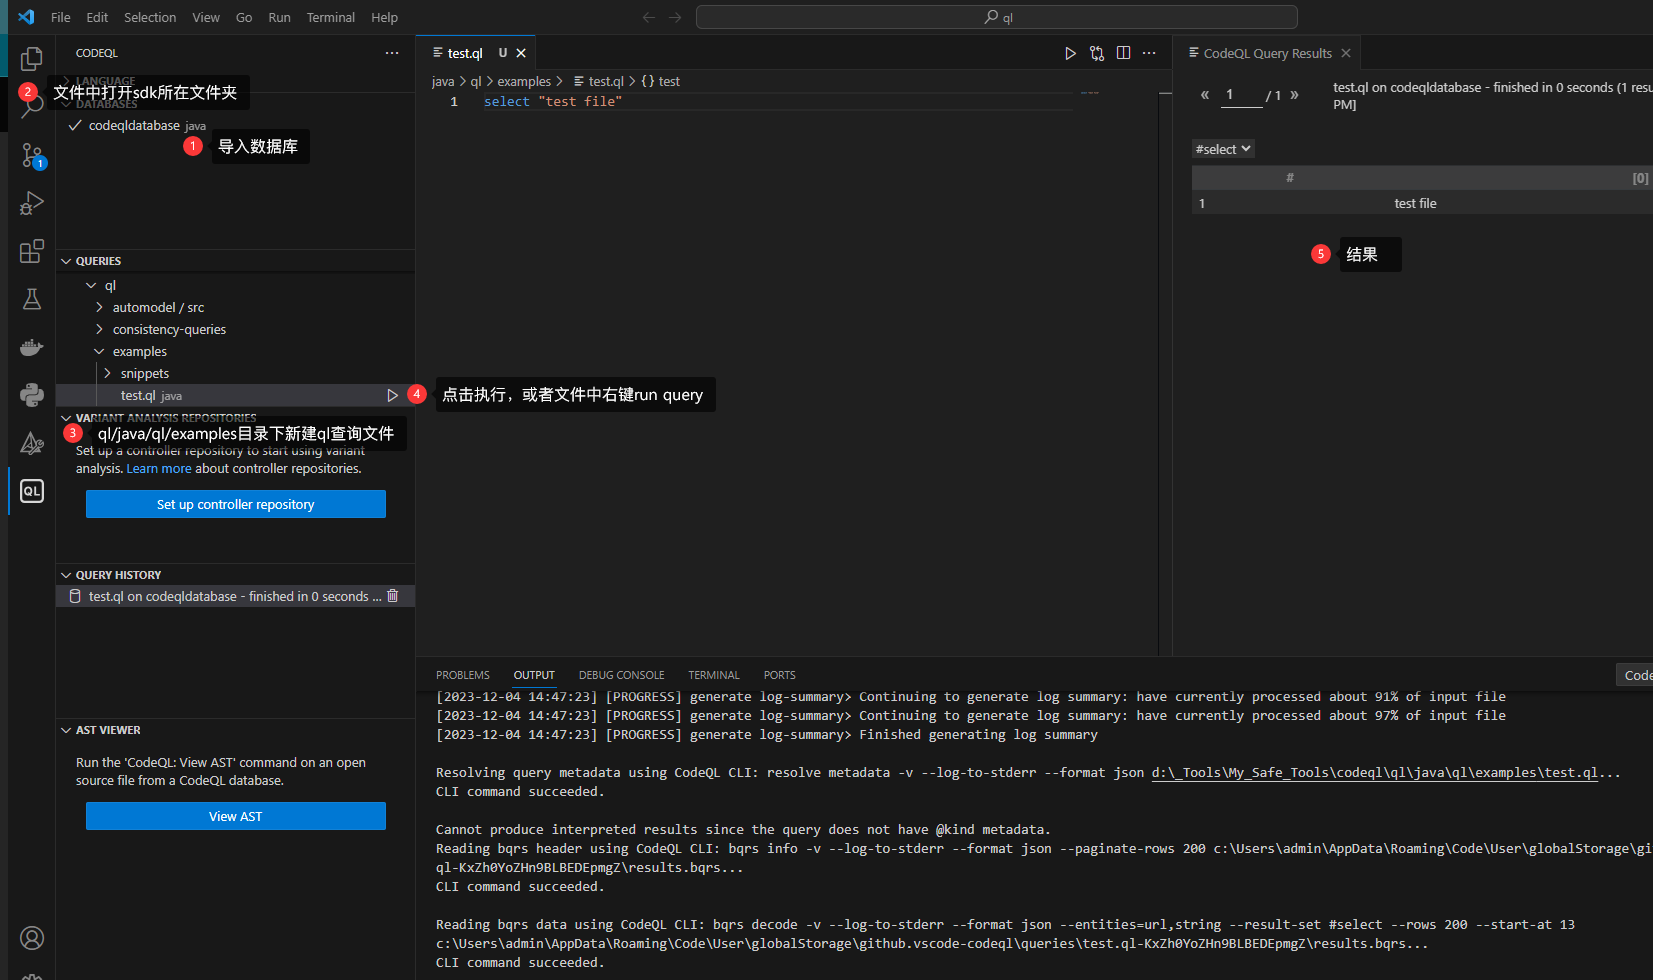 File Edit Selection View Go Run Terminal Help
ql
CODEQL
LANGUAGE
2 文件中打开sdk所在文件夹
DATABASES
codeqldatabase java
1 导入数据库
1
QUERIES
ql
automodel / src
consistency-queries
examples
snippets
test.ql java
4 点击执行，或者文件中右键run query
VARIANT ANALYSIS REPOSITORIES
3 ql/java/ql/examples目录下新建ql查询文件
Set up a controller repository to start using variant
analysis. Learn more about controller repositories.
Set up controller repository
QL
QUERY HISTORY
test.ql on codeqldatabase - finished in 0 seconds ...
AST VIEWER
Run the 'CodeQL: View AST' command on an open
source file from a CodeQL database.
View AST
test.ql U
java > ql > examples > test.ql > {} test
1 select "test file"
CodeQL Query Results
« 1 / 1 »
test.ql on codeqldatabase - finished in 0 seconds (1 resu
PM]
#select
# [0]
1 test file
5 结果
PROBLEMS OUTPUT DEBUG CONSOLE TERMINAL PORTS
Code
[2023-12-04 14:47:23] [PROGRESS] generate log-summary> Continuing to generate log summary: have currently processed about 91% of input file
[2023-12-04 14:47:23] [PROGRESS] generate log-summary> Continuing to generate log summary: have currently processed about 97% of input file
[2023-12-04 14:47:23] [PROGRESS] generate log-summary> Finished generating log summary
Resolving query metadata using CodeQL CLI: resolve metadata -v --log-to-stderr --format json d:\_Tools\My_Safe_Tools\codeql\ql\java\ql\examples\test.ql...
CLI command succeeded.
Cannot produce interpreted results since the query does not have @kind metadata.
Reading bqrs header using CodeQL CLI: bqrs info -v --log-to-stderr --format json --paginate-rows 200 c:\Users\admin\AppData\Roaming\Code\User\globalStorage\git
ql-KxZh0YoZHn9BLBEDEpmgZ\results.bqrs...
CLI command succeeded.
Reading bqrs data using CodeQL CLI: bqrs decode -v --log-to-stderr --format json --entities=url,string --result-set #select --rows 200 --start-at 13
c:\Users\admin\AppData\Roaming\Code\User\globalStorage\github.vscode-codeql\queries\test.ql-KxZh0YoZHn9BLBEDEpmgZ\results.bqrs...
CLI command succeeded.